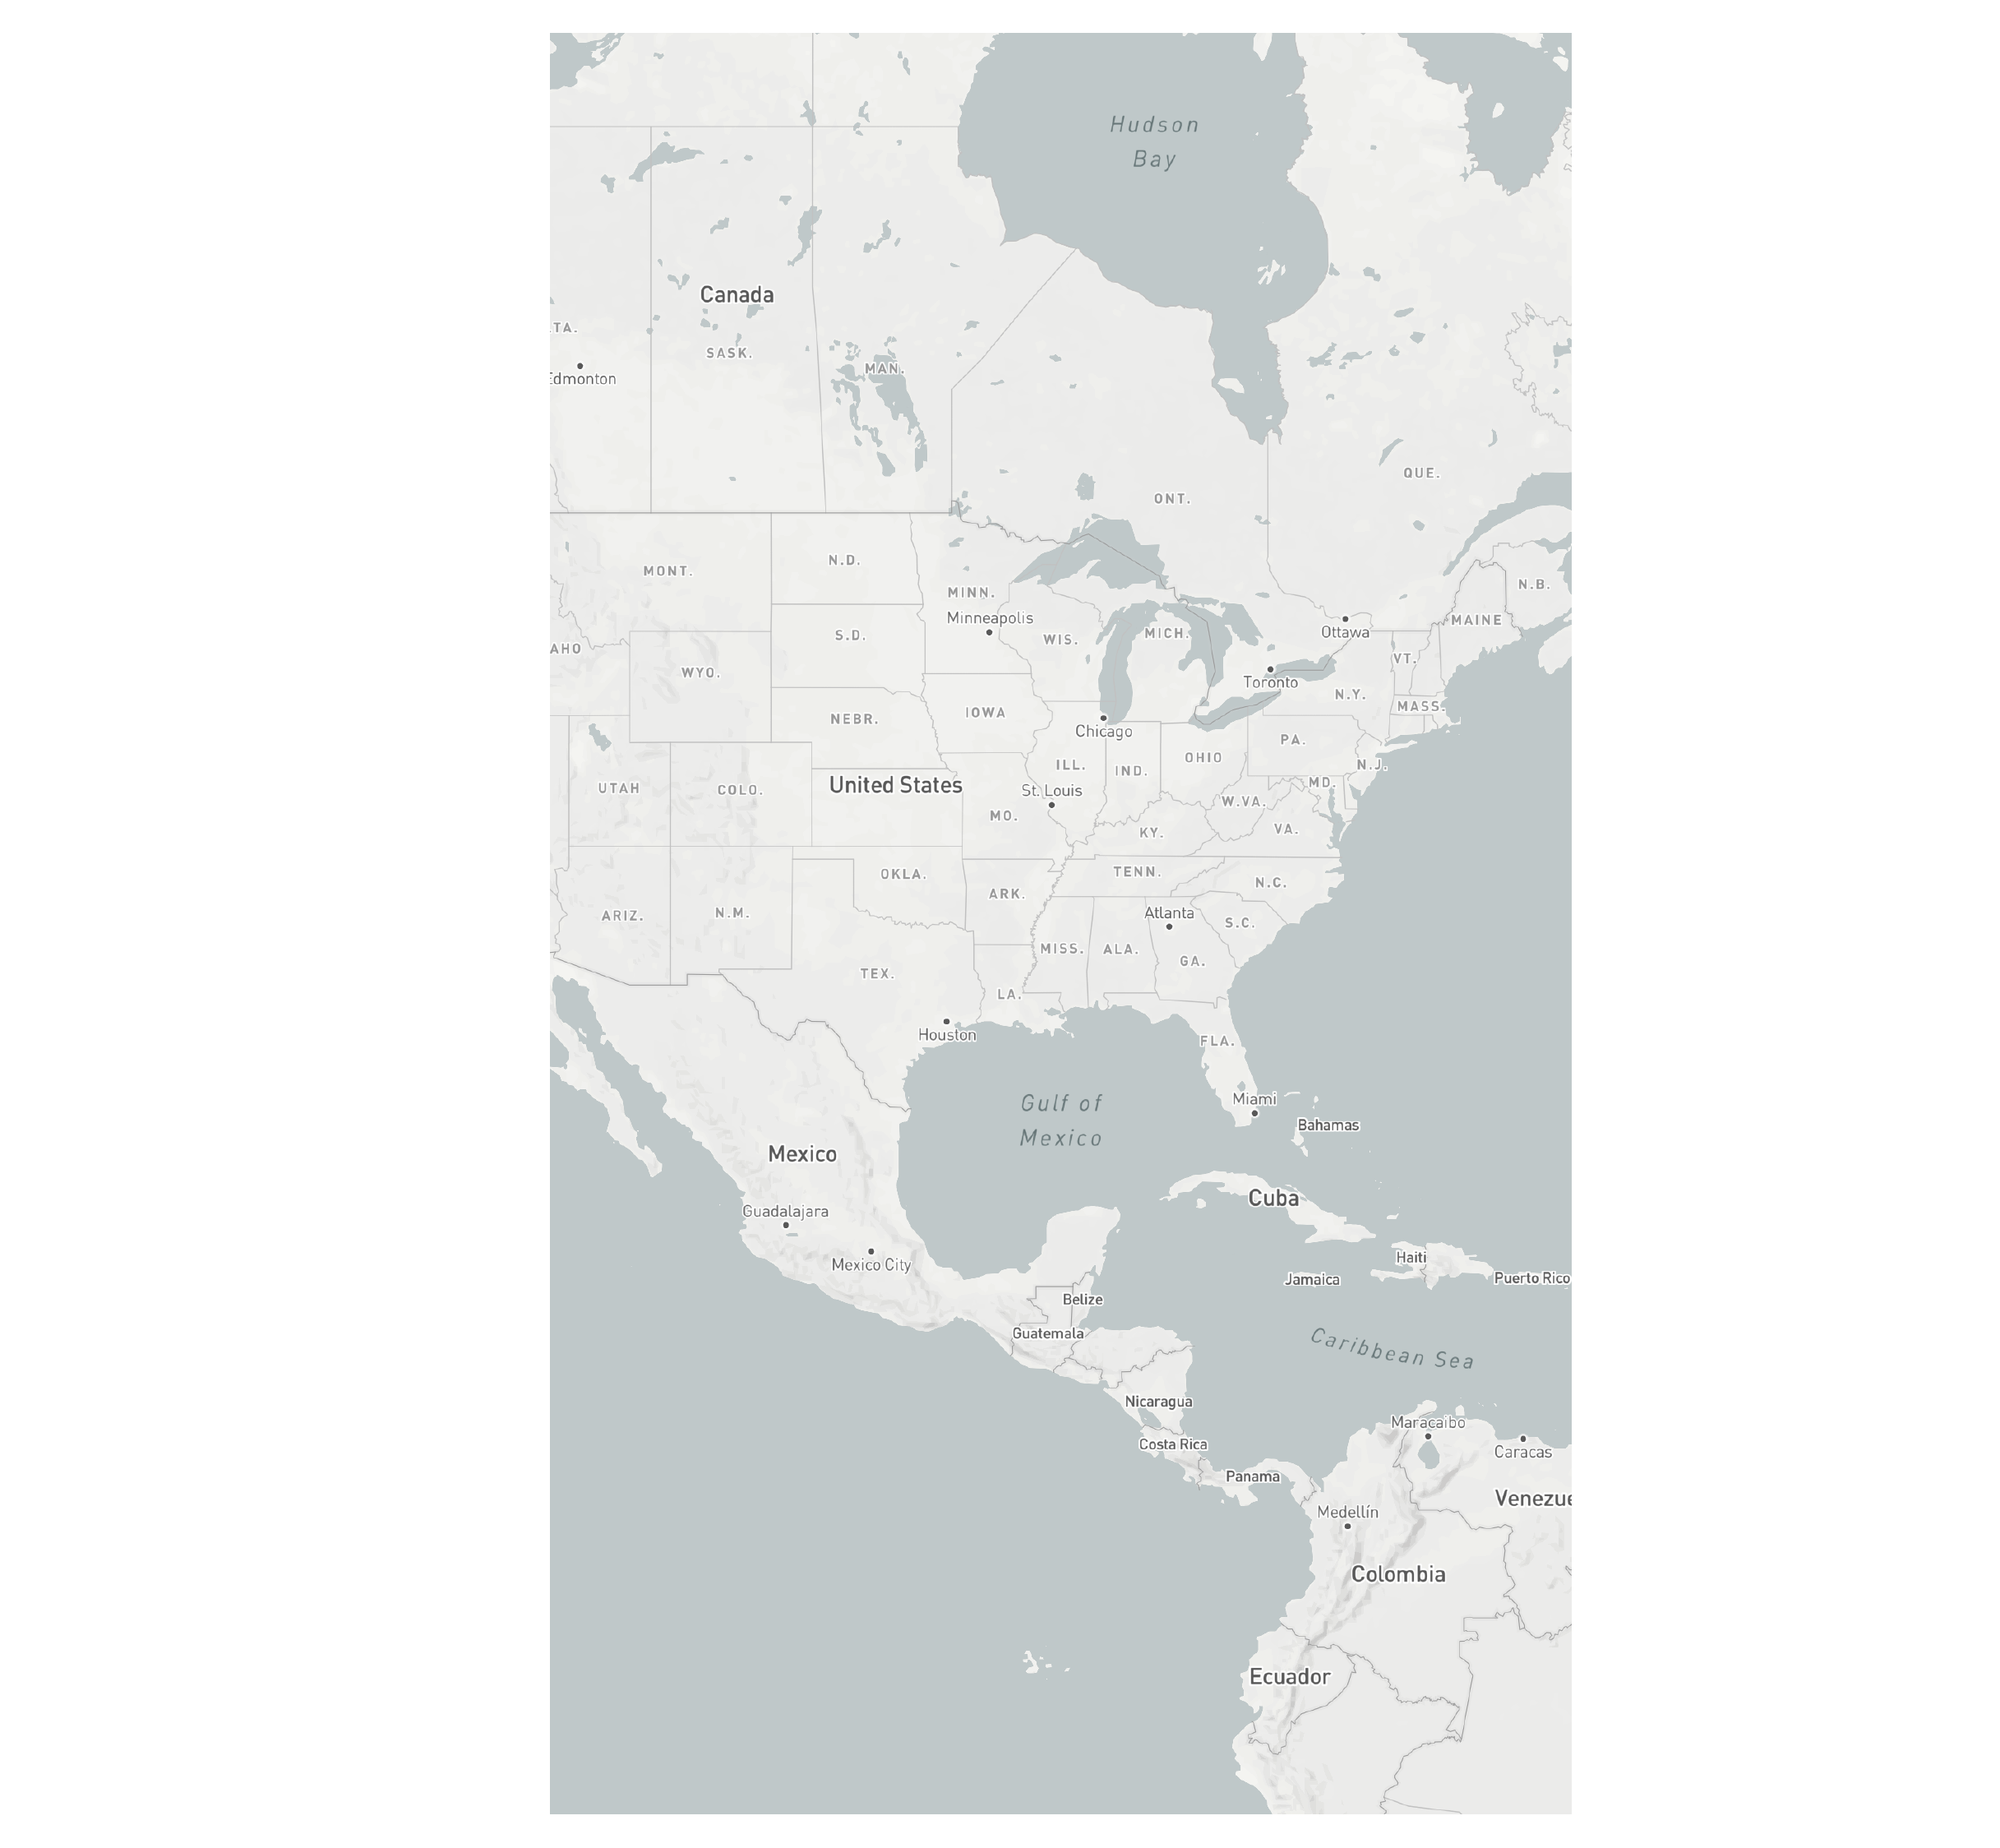 Hudson
Bay
Canada
TA.
SASK.
MAN.
Edmonton
QUE.
ONT.
N.D.
MONT.
N.B.
MINN.
Minneapolis
MAINE
S.D.
WIS.
MICH.
Ottawa
AHO
VT.
WYO.
Toronto
N.Y.
MASS.
IOWA
NEBR.
Chicago
PA.
OHIO
N.J.
ILL.
IND.
MD.
United States
UTAH
COLO.
St. Louis
W.VA.
MO.
VA.
KY.
TENN.
OKLA.
N.C.
ARK.
Atlanta
ARIZ.
N.M.
S.C.
MISS.
ALA.
GA.
TEX.
LA.
Houston
FLA.
Miami
Gulf of
Mexico
Bahamas
Mexico
Cuba
Guadalajara
Mexico City
Haiti
Jamaica
Puerto Rico
Belize
Guatemala
Caribbean Sea
Nicaragua
Maracaibo
Costa Rica
Caracas
Panama
Venezue
Medellín
Colombia
Ecuador